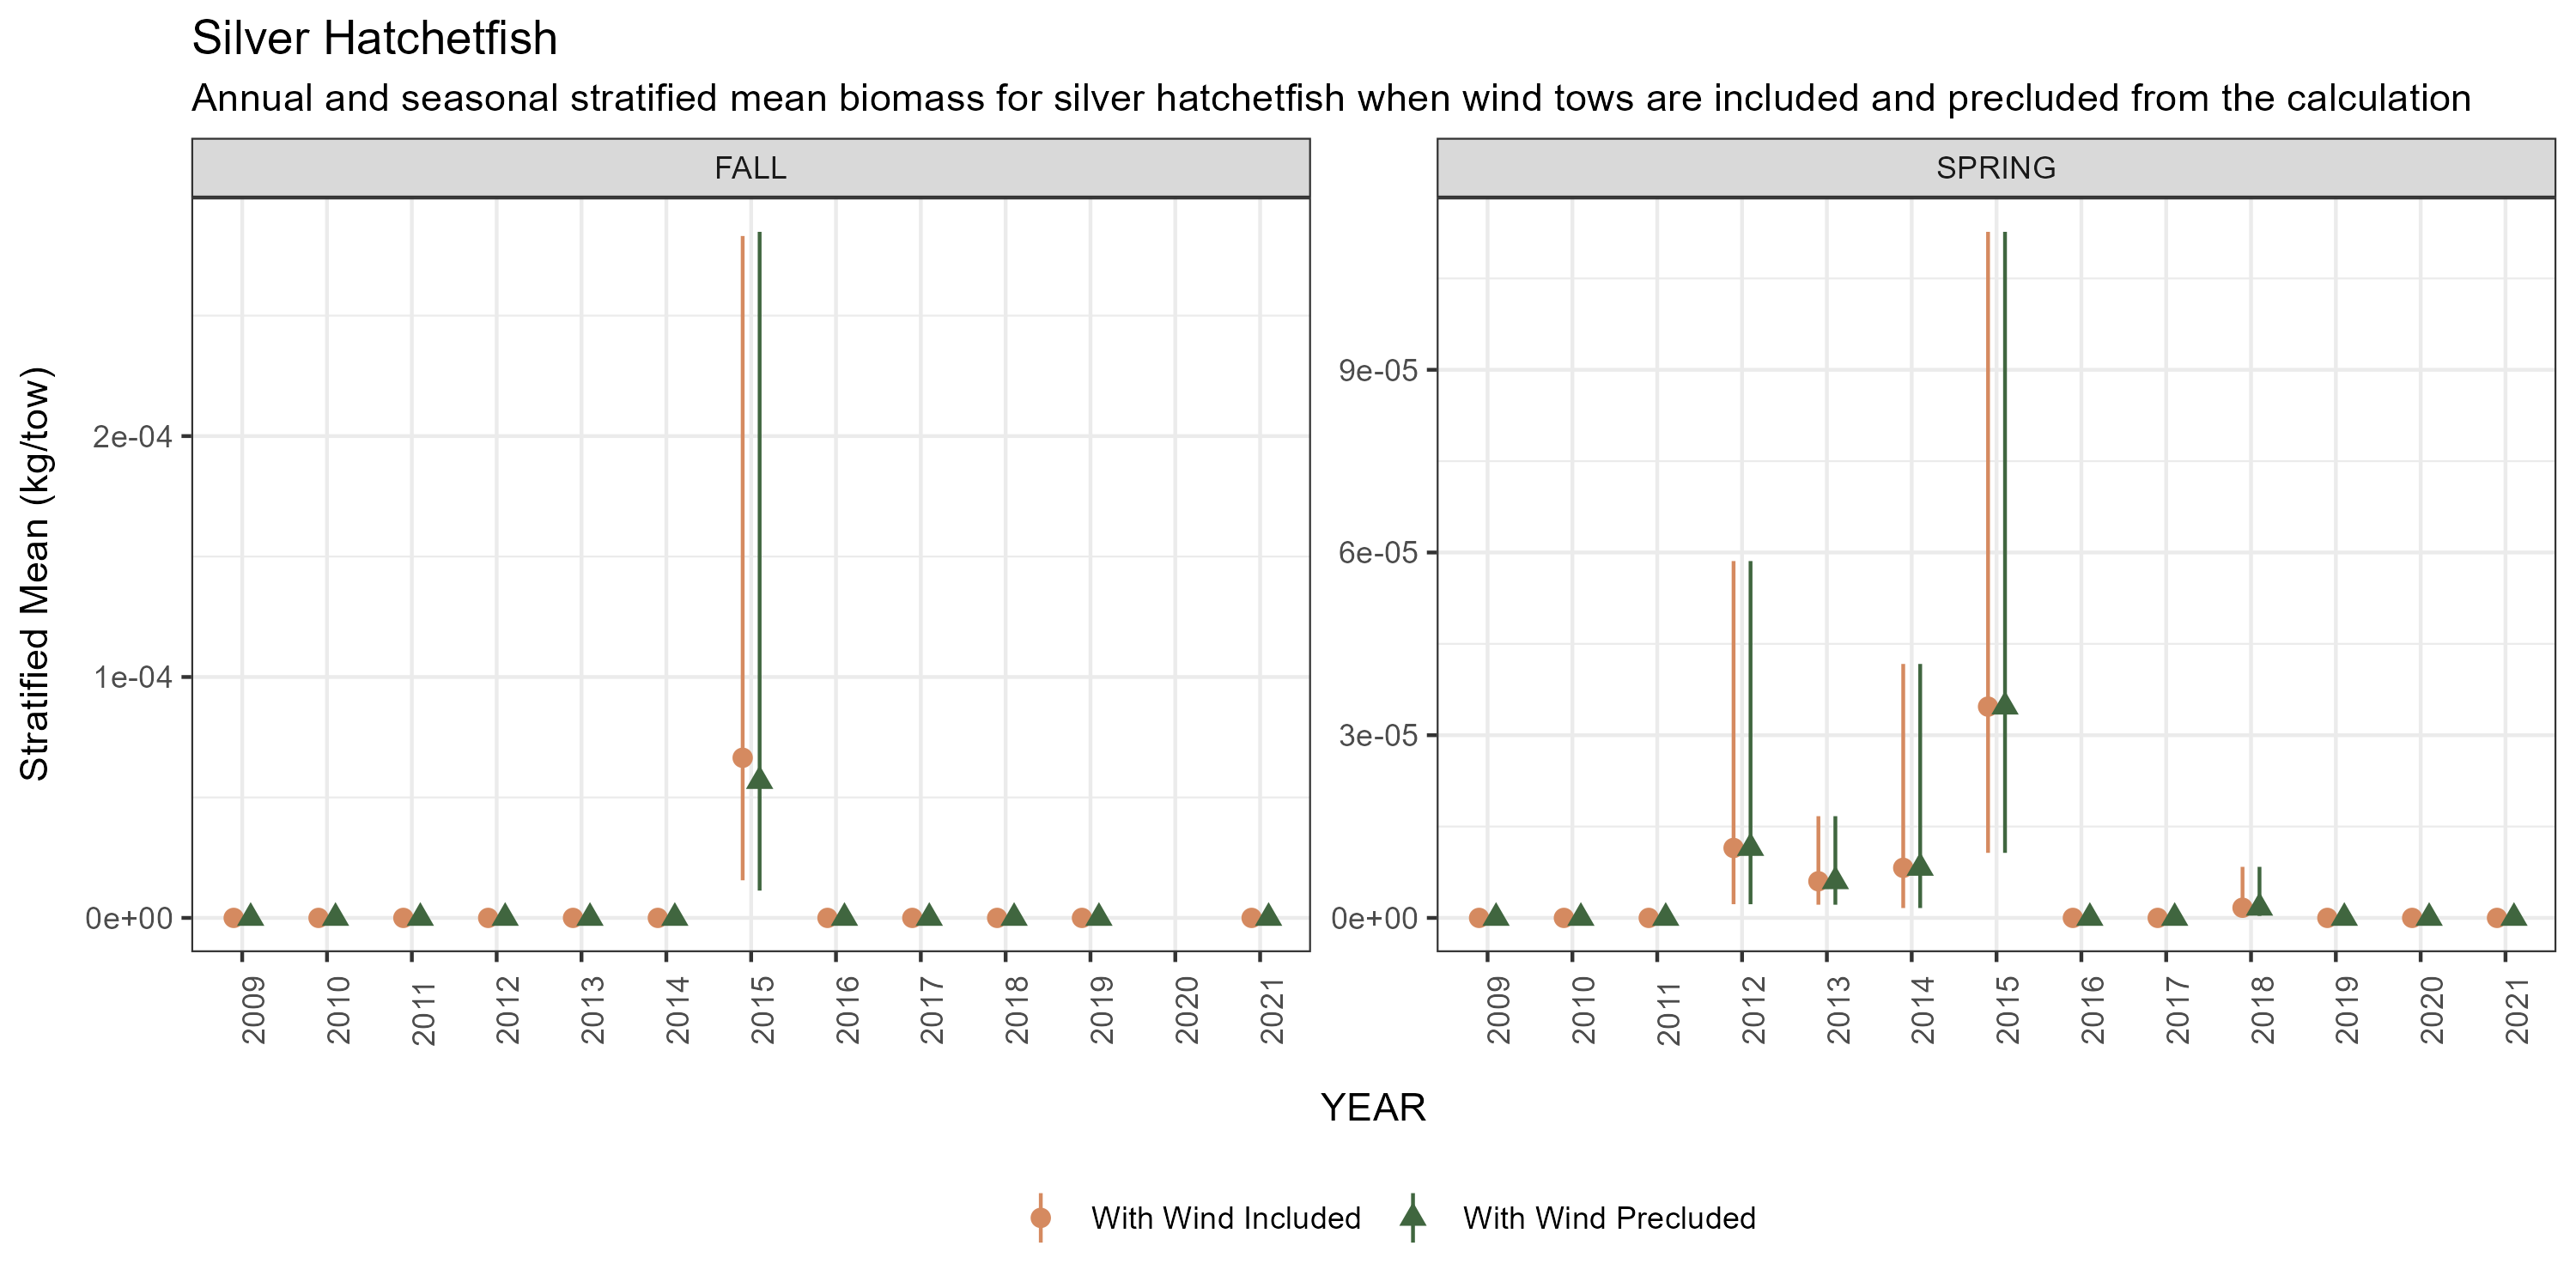 Silver Hatchetfish
Annual and seasonal stratified mean biomass for silver hatchetfish when wind tows are included and precluded from the calculation
FALL
SPRING
Stratified Mean (kg/tow)
2e-04
1e-04
0e+00
9e-05
6e-05
3e-05
0e+00
2009 2010 2011 2012 2013 2014 2015 2016 2017 2018 2019 2020 2021
2009 2010 2011 2012 2013 2014 2015 2016 2017 2018 2019 2020 2021
YEAR
With Wind Included
With Wind Precluded